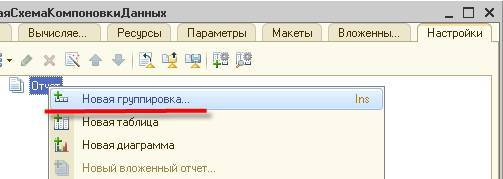 аяСхемаКомпоновкиДанных
Вычисляе... Ресурсы Параметры Макеты Вложенны... Настройки
Отчет
Новая группировка... Ins
Новая таблица
Новая диаграмма
Новый вложенный отчет...